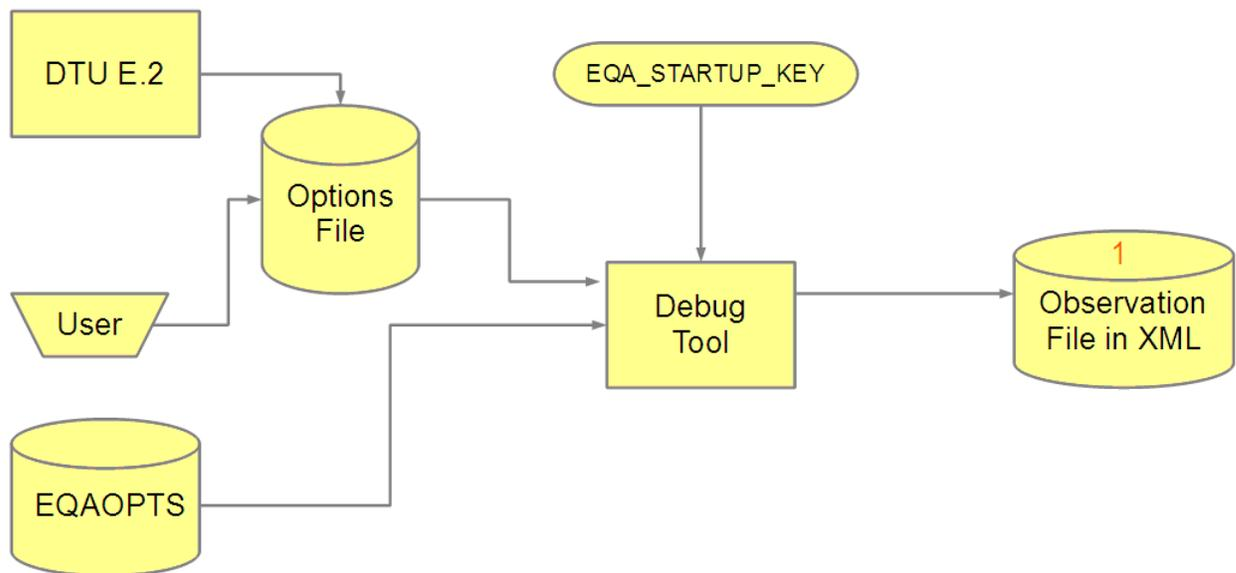 DTU E.2
EQA_STARTUP_KEY
Options
File
User
EQAOPTS
Debug
Tool
1
Observation
File in XML